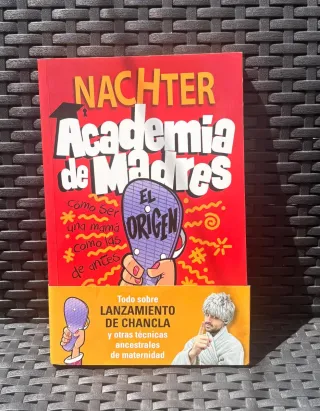 NACHTER
Academia
de Madres
EL
ORIGEN
Cómo ser
una mamá
como las
de antes
Todo sobre
LANZAMIENTO
DE CHANCLA
y otras técnicas
ancestrales
de maternidad